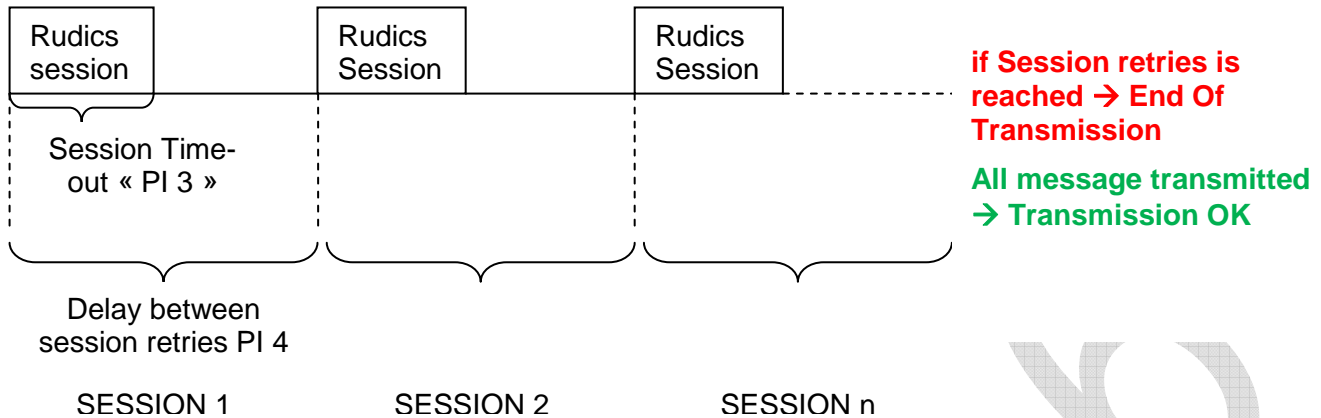 Rudics
session
Rudics
Session
Rudics
Session
if Session retries is
reached → End Of
Transmission
All message transmitted
→ Transmission OK
Session Time-
out « PI 3 »
Delay between
session retries PI 4
SESSION 1
SESSION 2
SESSION n